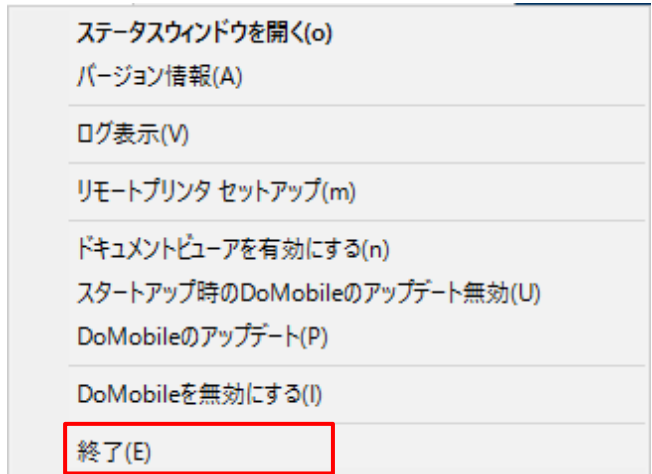 ステータスウィンドウを開く(o)
バージョン情報(A)
ログ表示(V)
リモートプリンタ セットアップ(m)
ドキュメントビューアを有効にする(n)
スタートアップ時のDoMobileのアップデート無効(U)
DoMobileのアップデート(P)
DoMobileを無効にする(I)
終了(E)